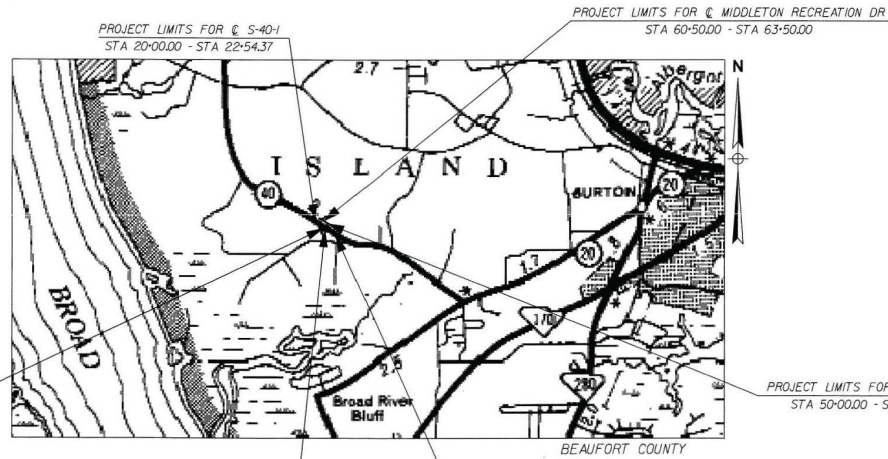 PROJECT LIMITS FOR ℄ S-40-1
STA 20+00.00 - STA 22+54.37
PROJECT LIMITS FOR ℄ MIDDLETON RECREATION DR
STA 60+50.00 - STA 63+50.00
N
2.7
ISLAND
40
BURTON
20
20
1.7
170
BROAD
2.5
280
Broad River
Bluff
PROJECT LIMITS FOR
STA 50+00.00 - S
BEAUFORT COUNTY